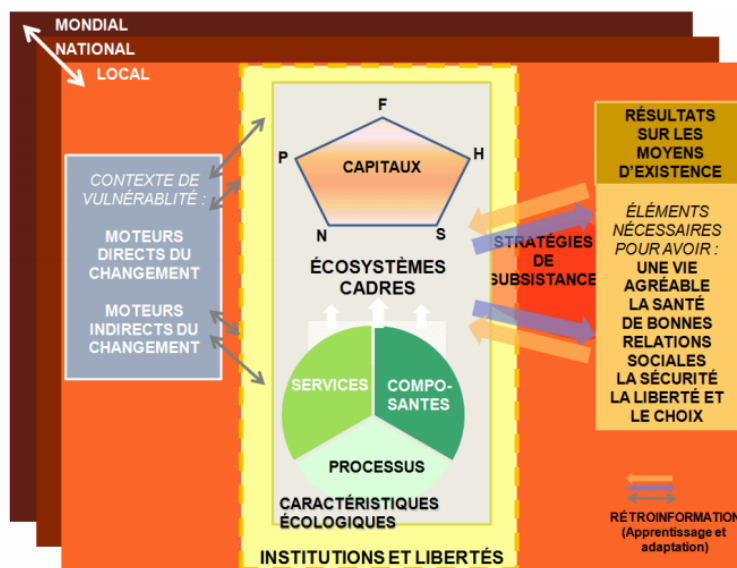 MONDIAL
NATIONAL
LOCAL
CONTEXTE DE
VULNÉRABLITÉ :
MOTEURS
DIRECTS DU
CHANGEMENT
MOTEURS
INDIRECTS DU
CHANGEMENT
F
P
H
CAPITAUX
N
S
ÉCOSYSTÈMES
CADRES
SERVICES
COMPO-
SANTES
PROCESSUS
CARACTÉRISTIQUES
ÉCOLOGIQUES
INSTITUTIONS ET LIBERTÉS
STRATÉGIES
DE
SUBSISTANCE
RÉSULTATS
SUR LES
MOYENS
D'EXISTENCE
ÉLÉMENTS
NÉCESSAIRES
POUR AVOIR :
UNE VIE
AGRÉABLE
LA SANTÉ
DE BONNES
RELATIONS
SOCIALES
LA SÉCURITÉ
LA LIBERTÉ ET
LE CHOIX
RÉTROINFORMATION
(Apprentissage et
adaptation)